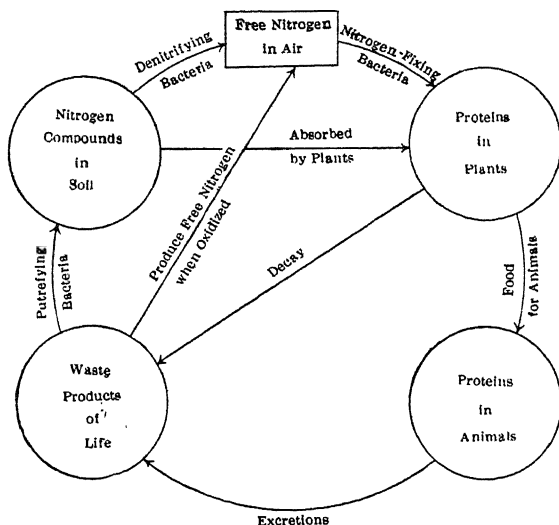 Free Nitrogen
in Air
Denitrifying
Bacteria
Nitrogen-Fixing
Bacteria
Nitrogen
Compounds
in
Soil
Absorbed
by Plants
Proteins
in
Plants
Produce Free Nitrogen
when Oxidized
Putrefying
Bacteria
Decay
Food
for Animals
Waste
Products
of
Life
Proteins
in
Animals
Excretions